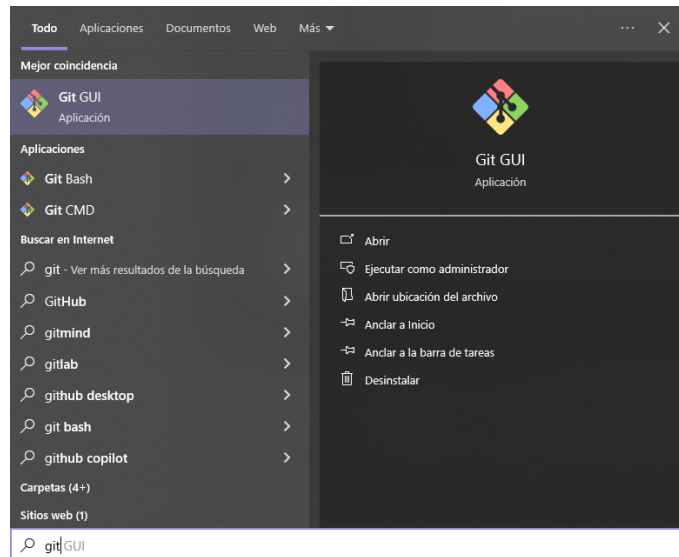 Todo Aplicaciones Documentos Web Más
Mejor coincidencia
Git GUI
Aplicación
Aplicaciones
Git Bash
Git CMD
Buscar en Internet
git - Ver más resultados de la búsqueda
GitHub
gitmind
gitlab
github desktop
git bash
github copilot
Carpetas (4+)
Sitios web (1)
git GUI
Git GUI
Aplicación
Abrir
Ejecutar como administrador
Abrir ubicación del archivo
Anclar a Inicio
Anclar a la barra de tareas
Desinstalar